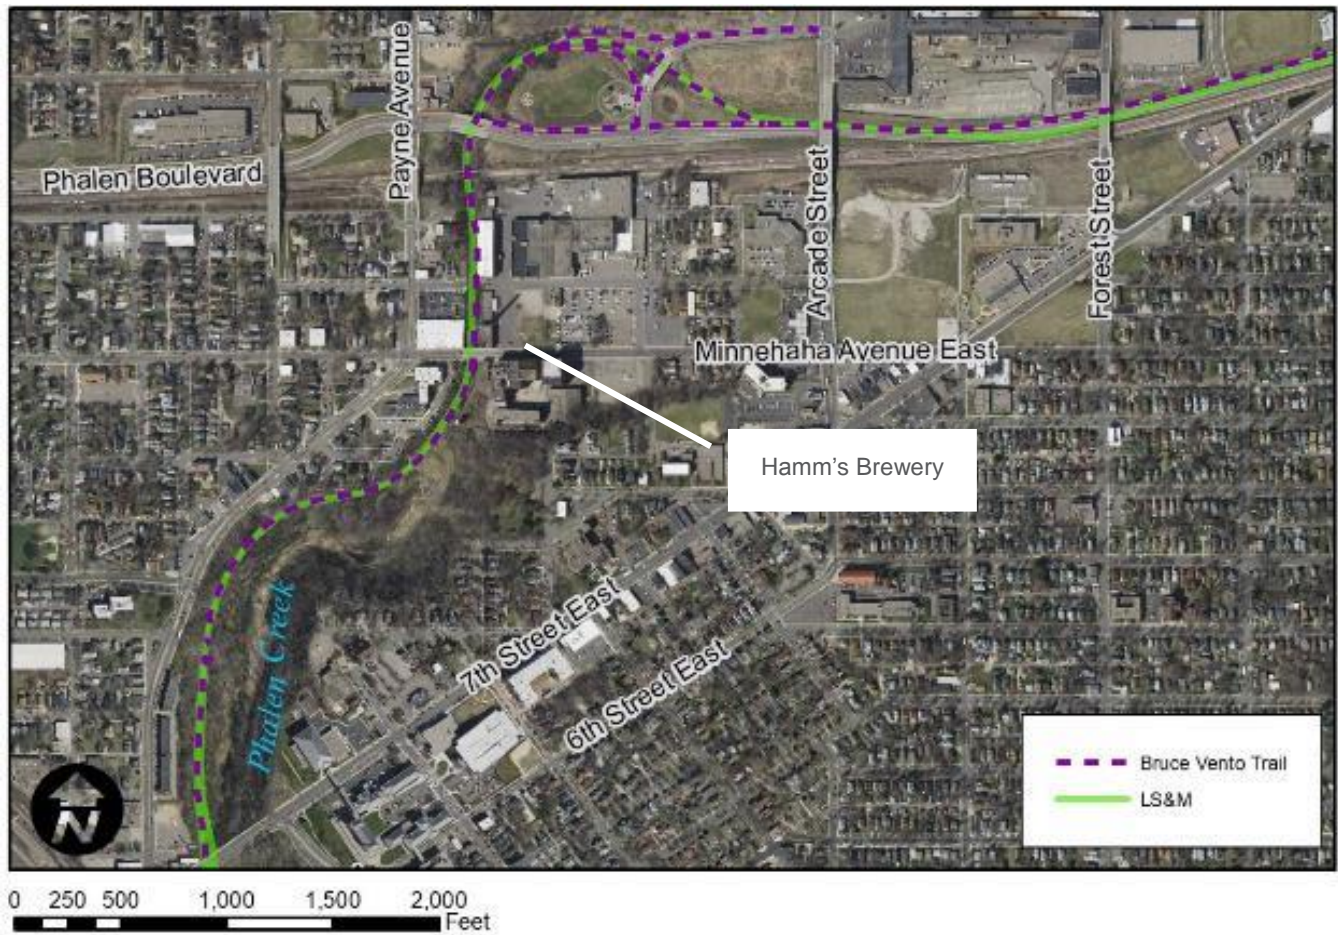 Payne Avenue
Phalen Boulevard
Arcade Street
Forest Street
Minnehaha Avenue East
Hamm’s Brewery
Phalen Creek
7th Street East
6th Street East
Bruce Vento Trail
LS&M
N
0 250 500 1,000 1,500 2,000
Feet